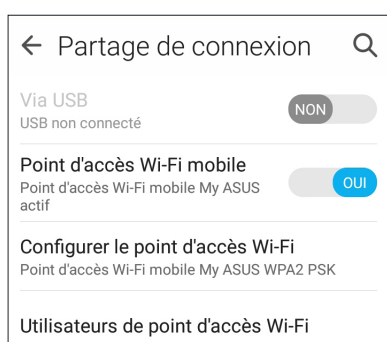 Partage de connexion
Via USB
NON
USB non connecté
Point d'accès Wi-Fi mobile
Point d'accès Wi-Fi mobile My ASUS
actif
OUI
Configurer le point d'accès Wi-Fi
Point d'accès Wi-Fi mobile My ASUS WPA2 PSK
Utilisateurs de point d'accès Wi-Fi